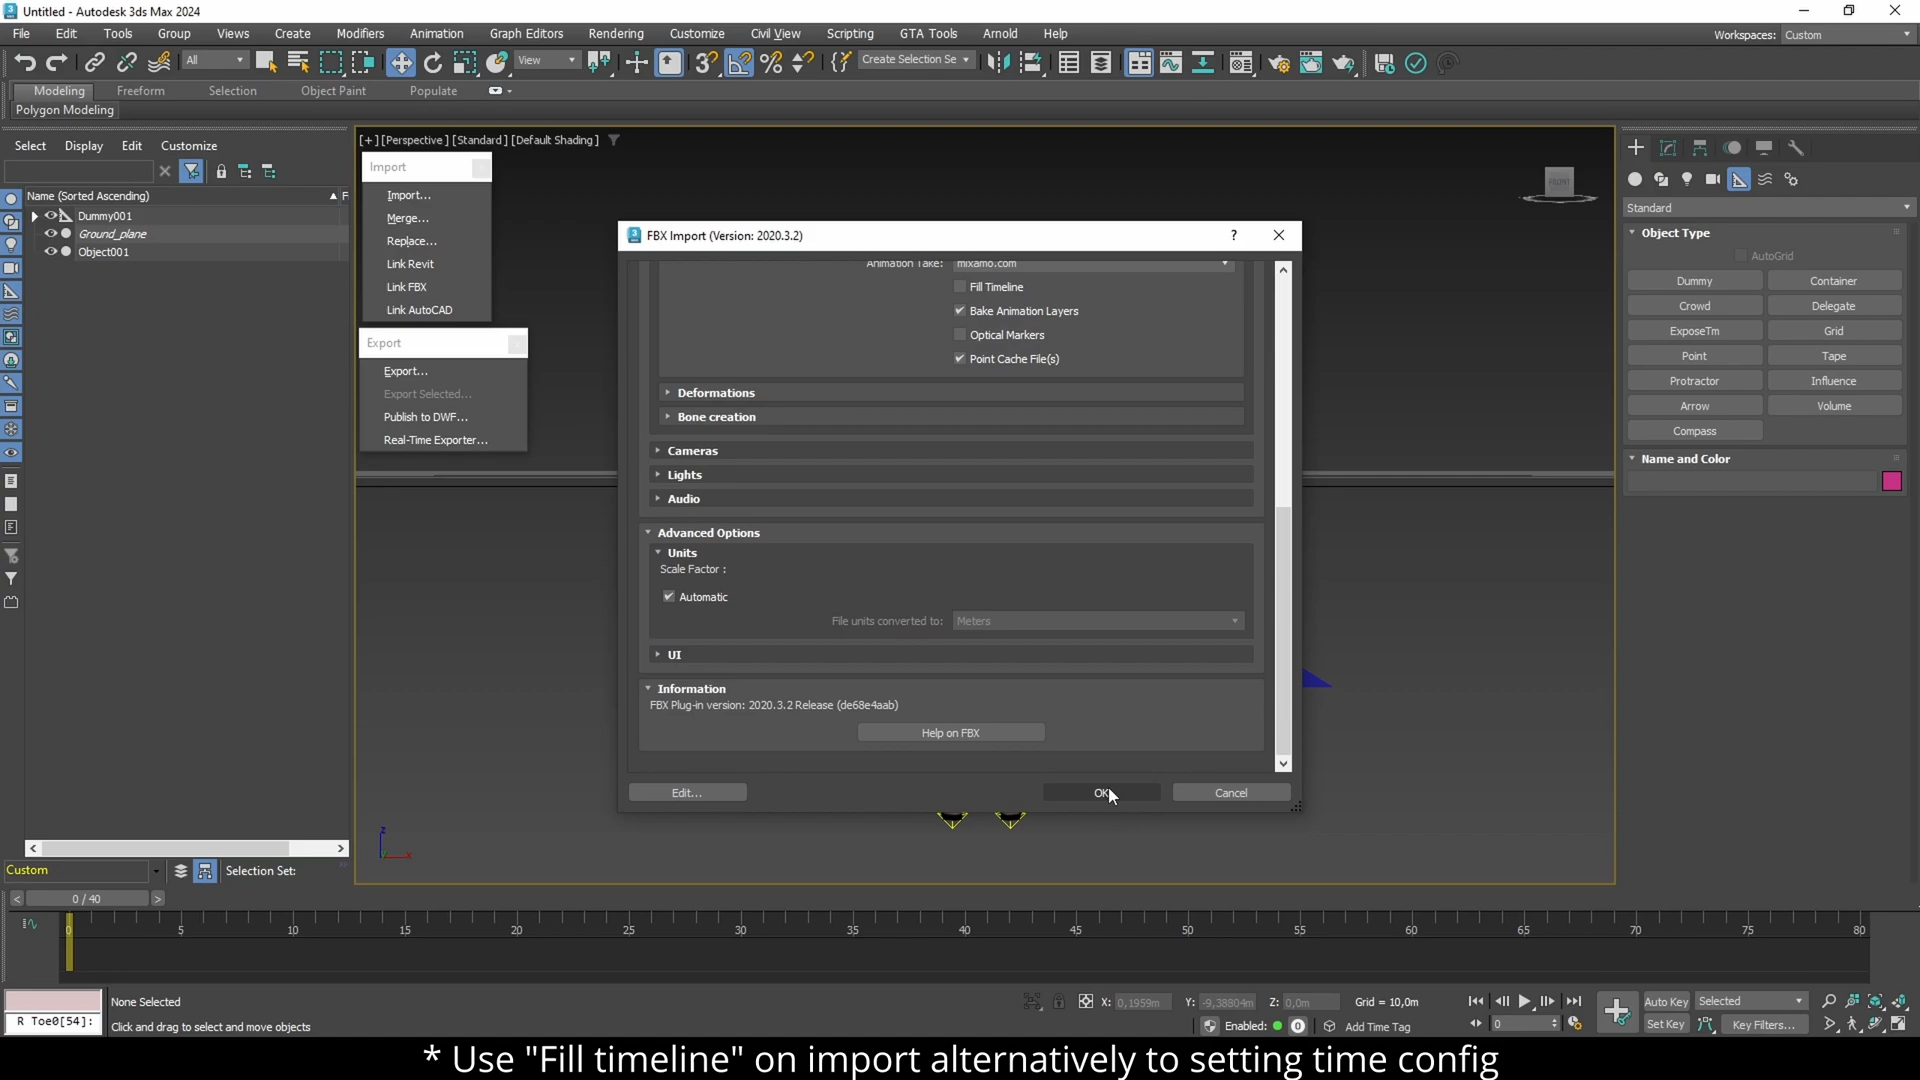 Untitled - Autodesk 3ds Max 2024
File Edit Tools Group Views Create Modifiers Animation Graph Editors Rendering Customize Civil View Scripting GTA Tools Arnold Help
Workspaces: Custom
All View Create Selection Se
Modeling Freeform Selection Object Paint Populate
Polygon Modeling
Select Display Edit Customize
Name (Sorted Ascending) F
Dummy001
Ground_plane
Object001
[+] [Perspective] [Standard] [Default Shading]
Import
Import...
Merge...
Replace...
Link Revit
Link FBX
Link AutoCAD
Export
Export...
Export Selected...
Publish to DWF...
Real-Time Exporter...
FRONT
FBX Import (Version: 2020.3.2) ?
Animation Take: mixamo.com
Fill Timeline
Bake Animation Layers
Optical Markers
Point Cache File(s)
Deformations
Bone creation
Cameras
Lights
Audio
Advanced Options
Units
Scale Factor :
Automatic
File units converted to: Meters
UI
Information
FBX Plug-in version: 2020.3.2 Release (de68e4aab)
Help on FBX
Edit... OK Cancel
Standard
Object Type
AutoGrid
Dummy Container
Crowd Delegate
ExposeTm Grid
Point Tape
Protractor Influence
Arrow Volume
Compass
Name and Color
z
x
Custom Selection Set:
< 0 / 40 >
0 5 10 15 20 25 30 35 40 45 50 55 60 65 70 75 80
None Selected X: 0,1959m Y: -9,38804m Z: 0,0m Grid = 10,0m Auto Key Selected
R Toe0[54]: Click and drag to select and move objects Enabled: 0 Add Time Tag 0 Set Key Key Filters...
* Use "Fill timeline" on import alternatively to setting time config